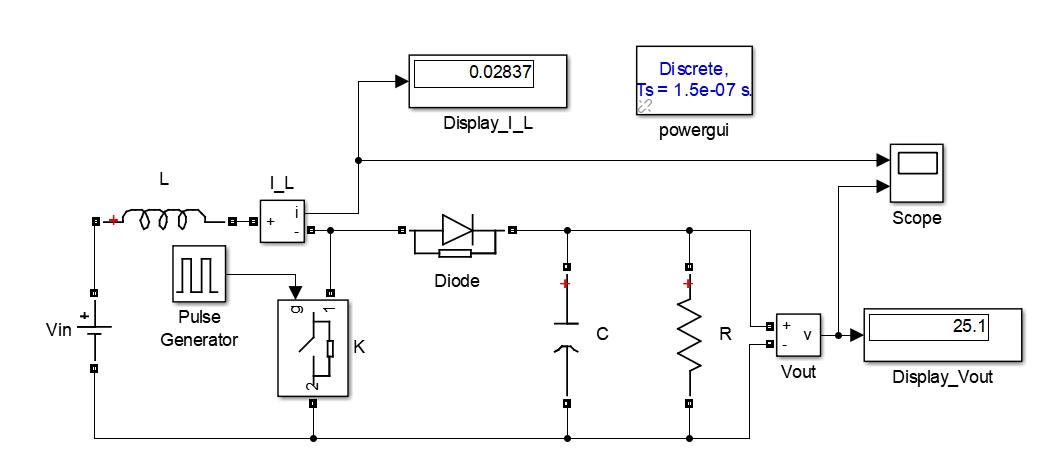 0.02837
Display_I_L
Discrete,
Ts = 1.5e-07 s.
powergui
L
I_L
+
i
-
Scope
Diode
Pulse
Generator
g
1
2
K
Vin
+
C
R
+
-
v
Vout
25.1
Display_Vout